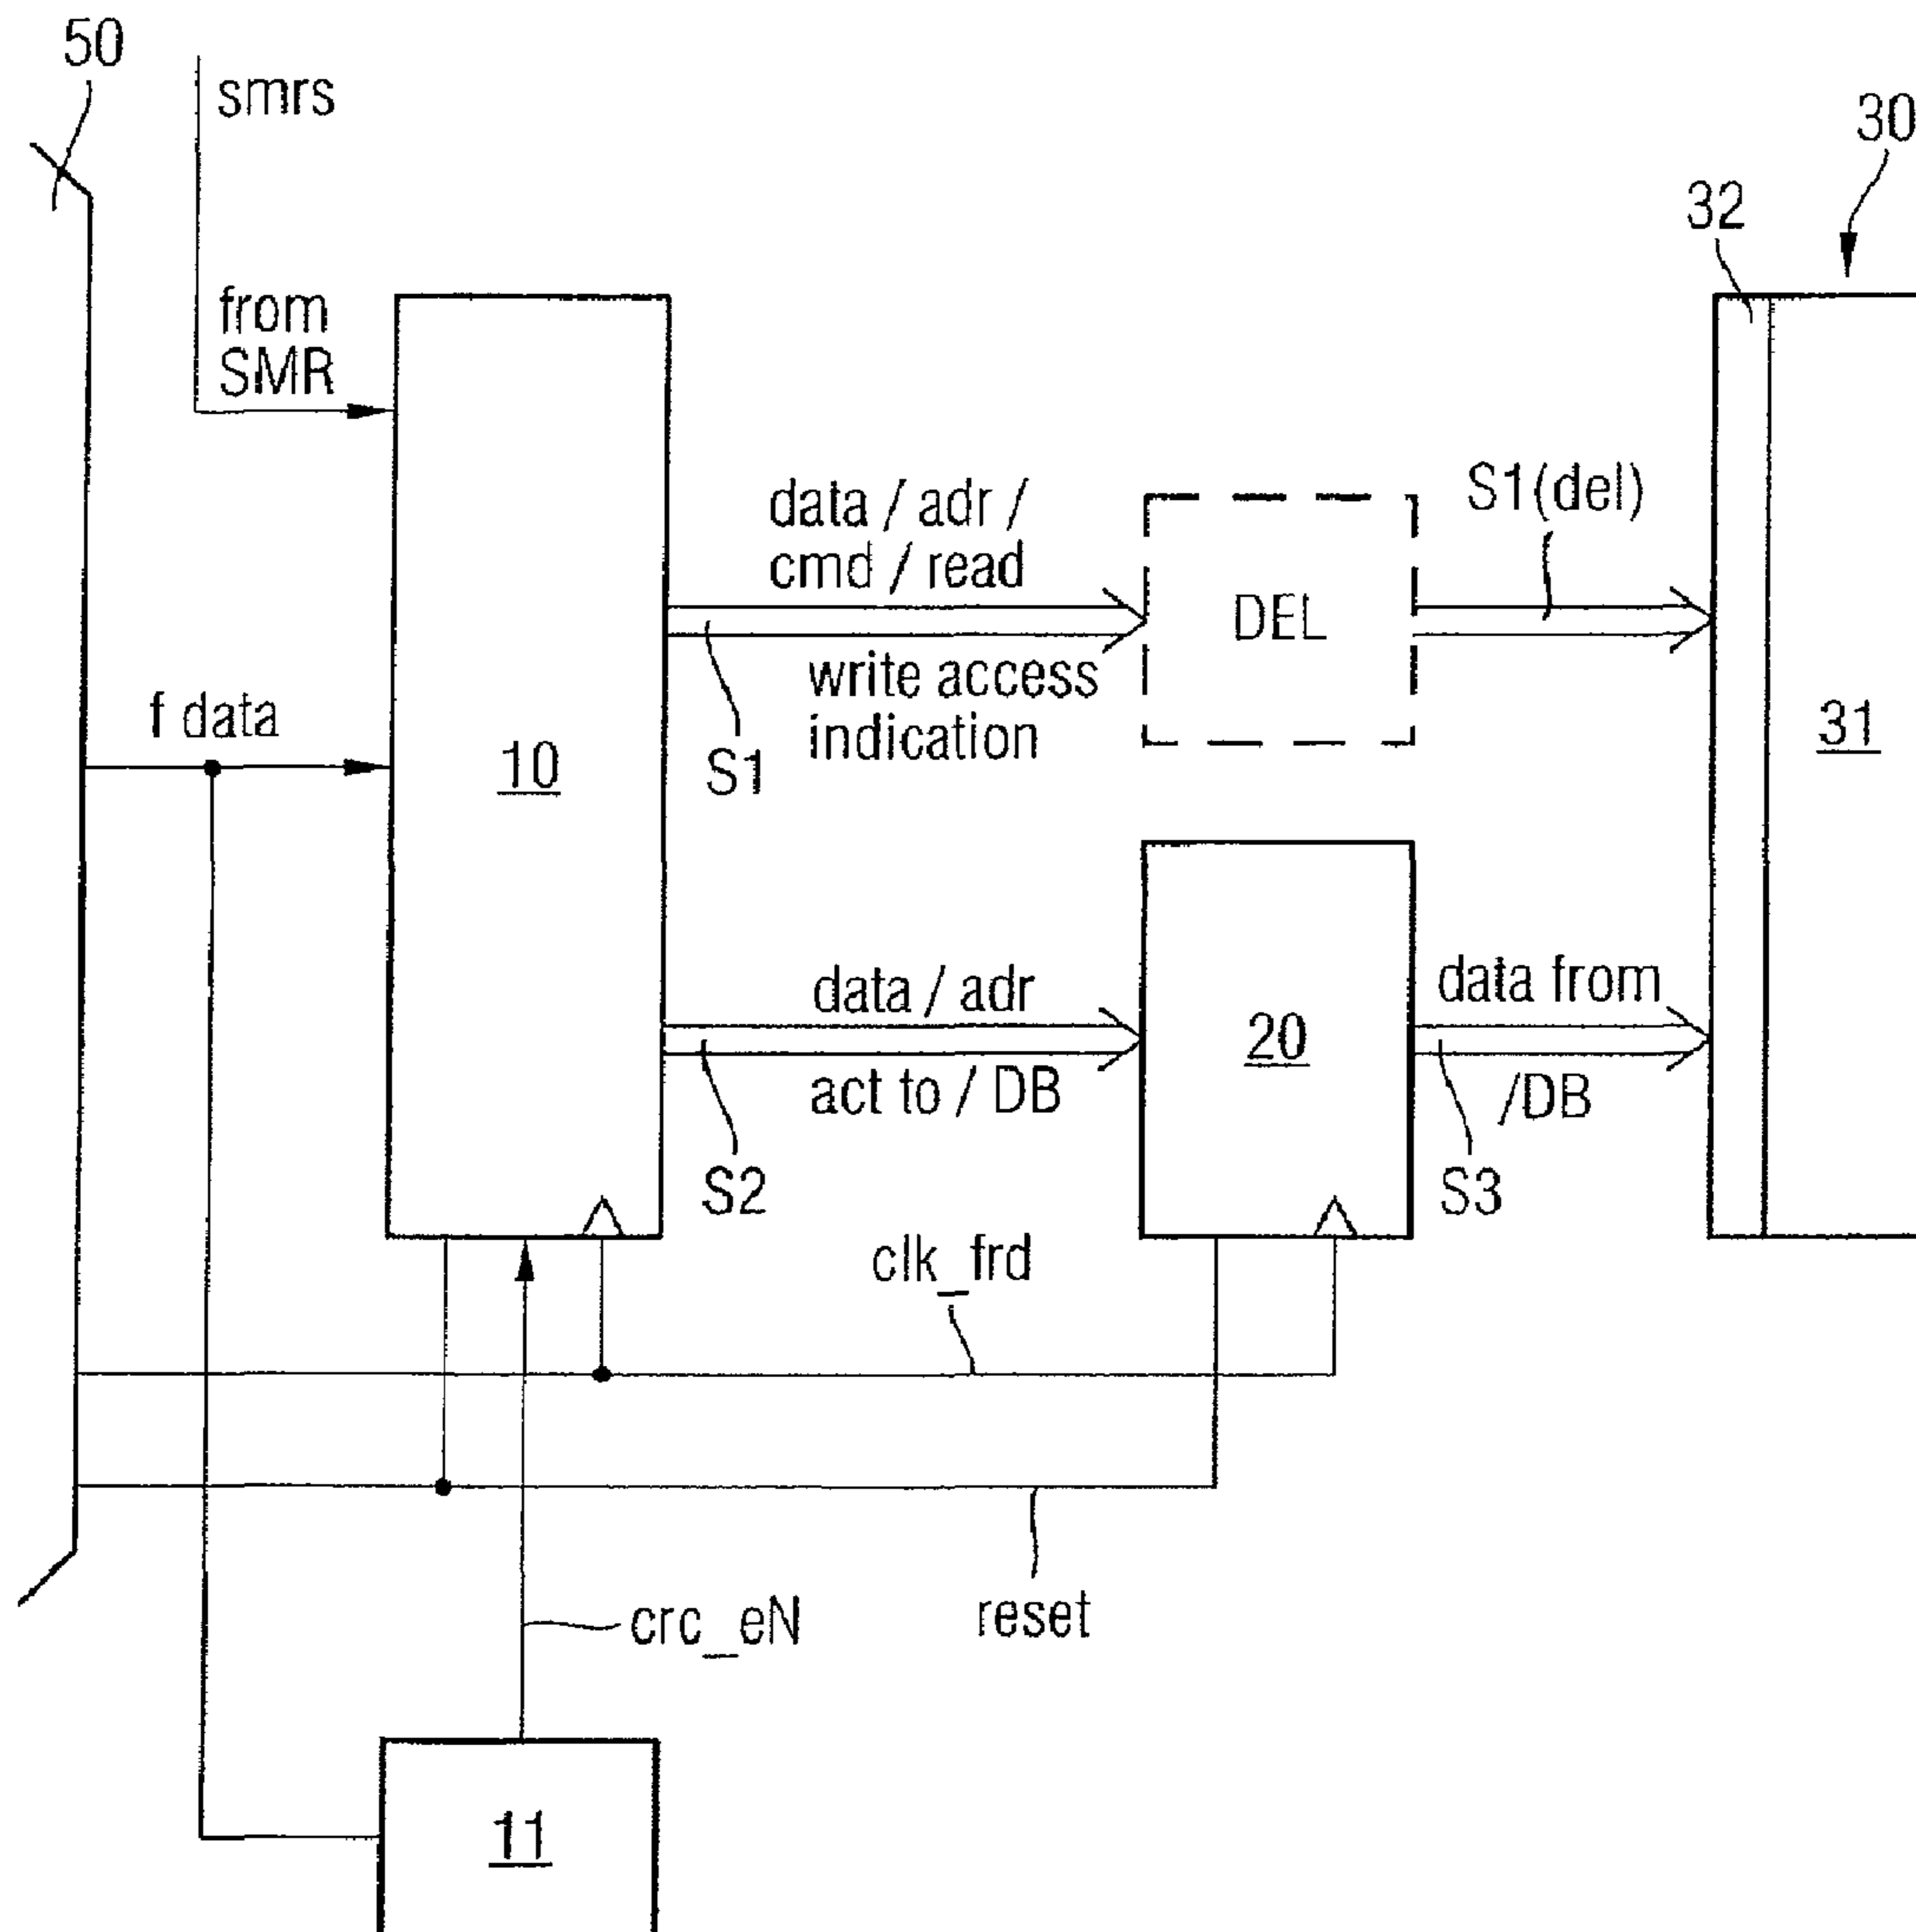 50
smrs
30
32
from
SMR
data / adr /
cmd / read
S1(del)
DEL
write access
indication
S1
f data
10
31
data / adr
act to / DB
S2
20
data from
/DB
S3
clk_frd
reset
crc_eN
11